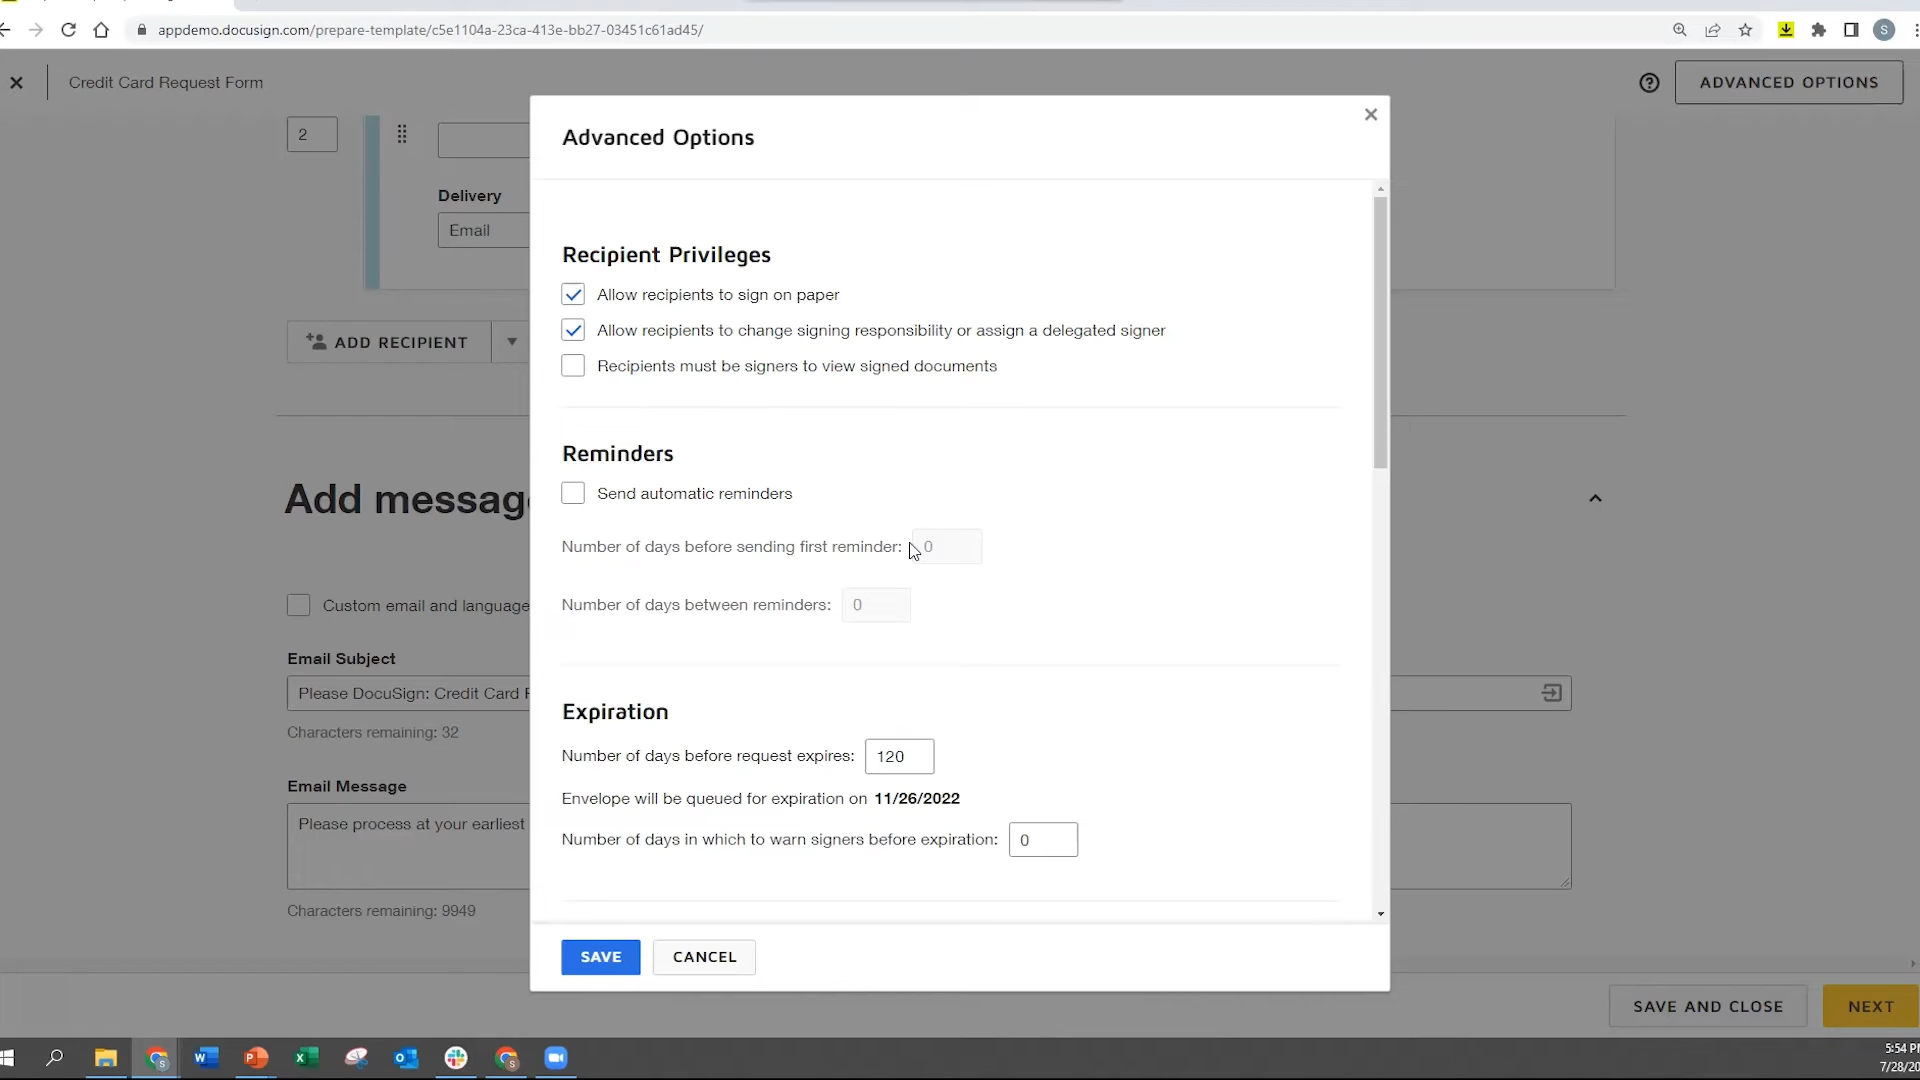 appdemo.docusign.com/prepare-template/c5e1104a-23ca-413e-bb27-03451c61ad45/
S
Credit Card Request Form
ADVANCED OPTIONS
2
Delivery
Email
ADD RECIPIENT
Add message
Custom email and language
Email Subject
Please DocuSign: Credit Card
Characters remaining: 32
Email Message
Please process at your earliest
Characters remaining: 9949
Advanced Options
Recipient Privileges
Allow recipients to sign on paper
Allow recipients to change signing responsibility or assign a delegated signer
Recipients must be signers to view signed documents
Reminders
Send automatic reminders
Number of days before sending first reminder: 0
Number of days between reminders: 0
Expiration
Number of days before request expires: 120
Envelope will be queued for expiration on 11/26/2022
Number of days in which to warn signers before expiration: 0
SAVE
CANCEL
SAVE AND CLOSE
NEXT
5:54 P
7/28/20